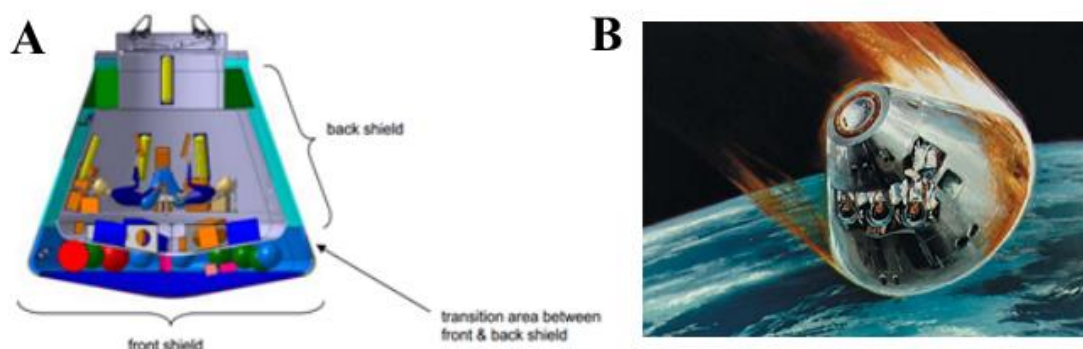 A
back shield
transition area between
front & back shield
front shield
B